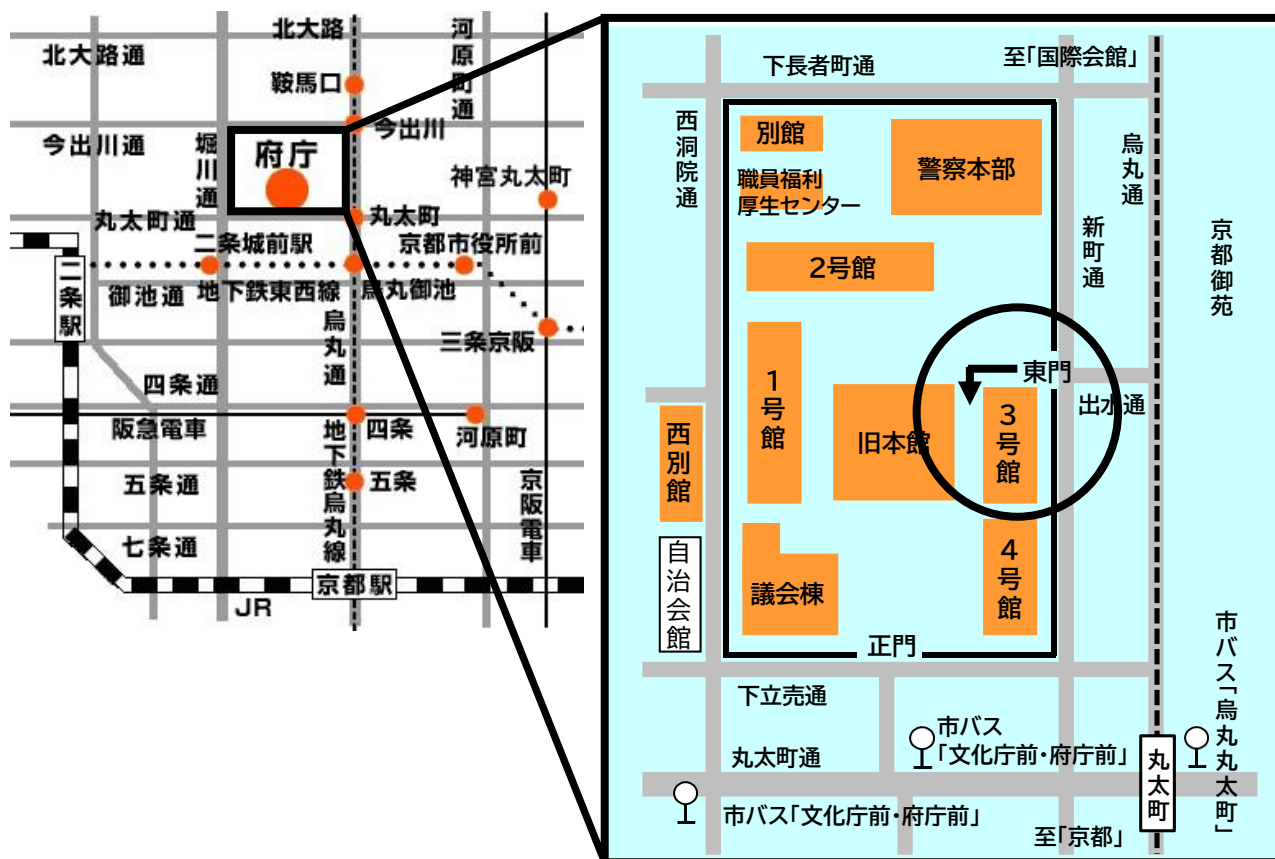 北大路
河原町通
北大路通
鞍馬口
今出川
今出川通
堀川通
府庁
神宮丸太町
丸太町通
丸太町
二条城前駅
京都市役所前
二条駅
御池通
地下鉄東西線
烏丸御池
烏丸通
三条京阪
四条通
阪急電車
四条
河原町
地下鉄烏丸線
五条通
五条
京阪電車
七条通
京都駅
JR
下長者町通
至「国際会館」
西洞院通
別館
警察本部
烏丸通
職員福利
厚生センター
新町通
京都御苑
2号館
東門
1号館
旧本館
3号館
出水通
西別館
自治会館
議会棟
4号館
正門
下立売通
市バス
「文化庁前・府庁前」
市バス「烏丸丸太町」
丸太町通
丸太町
市バス「文化庁前・府庁前」
至「京都」